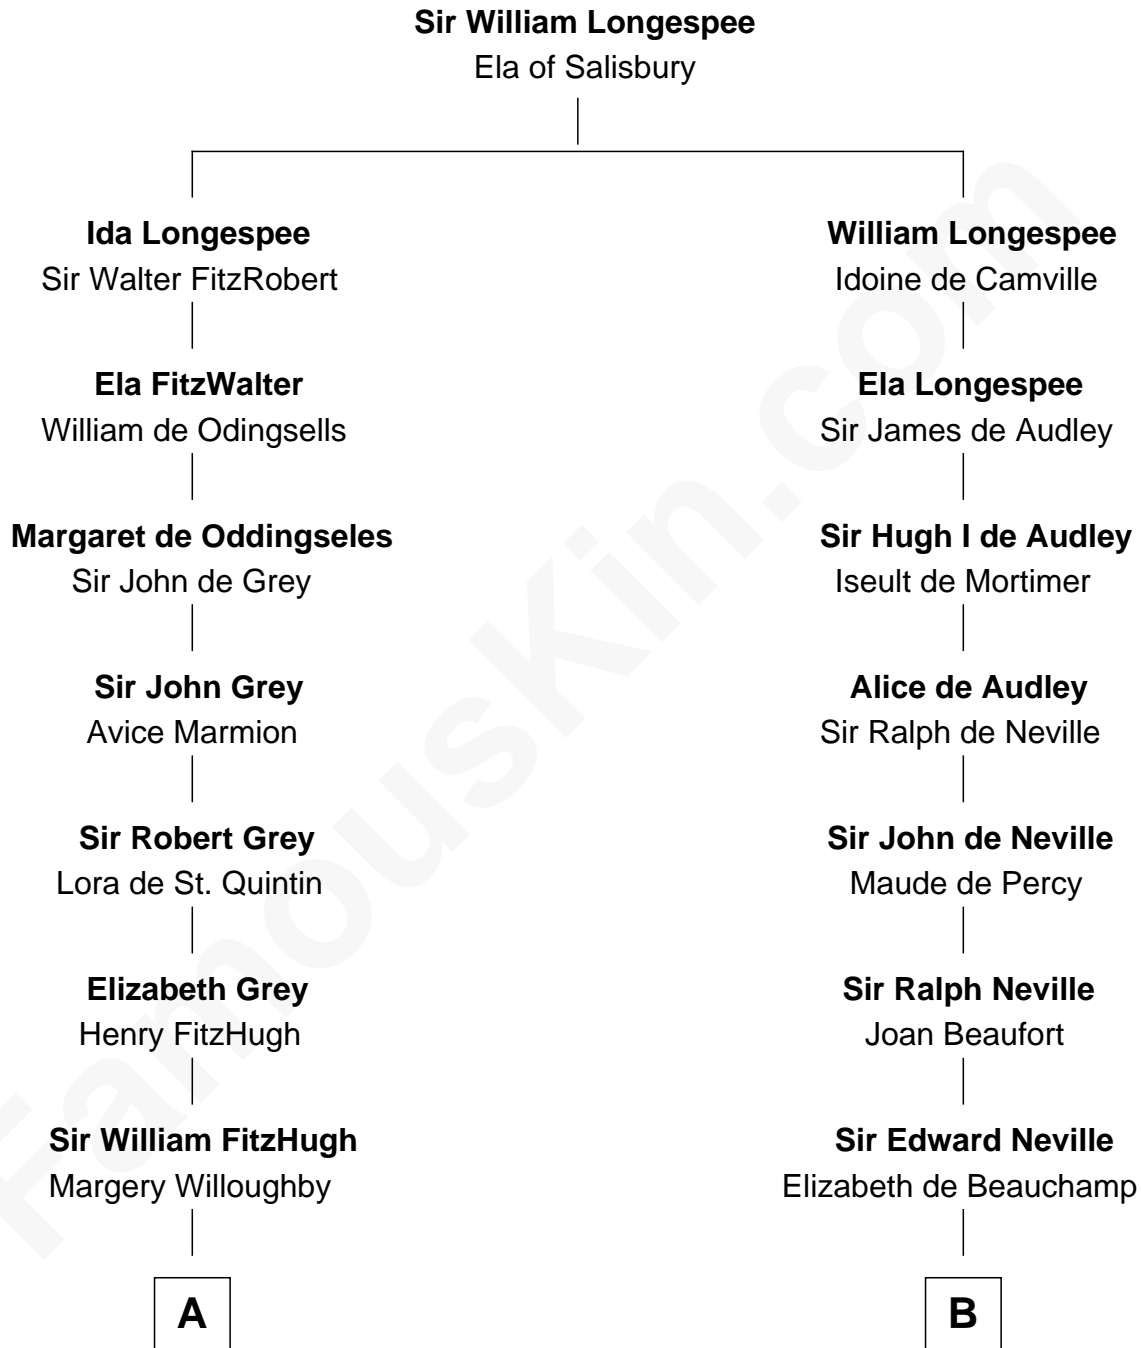 Sir William Longespee
Ela of Salisbury
Ida Longespee
Sir Walter FitzRobert
William Longespee
Idoine de Camville
Ela FitzWalter
William de Odingsells
Ela Longespee
Sir James de Audley
Margaret de Oddingseles
Sir John de Grey
Sir Hugh I de Audley
Iseult de Mortimer
Sir John Grey
Avice Marmion
Alice de Audley
Sir Ralph de Neville
Sir Robert Grey
Lora de St. Quintin
Sir John de Neville
Maude de Percy
Elizabeth Grey
Henry FitzHugh
Sir Ralph Neville
Joan Beaufort
Sir William FitzHugh
Margery Willoughby
Sir Edward Neville
Elizabeth de Beauchamp
A
B
FamousKin.com